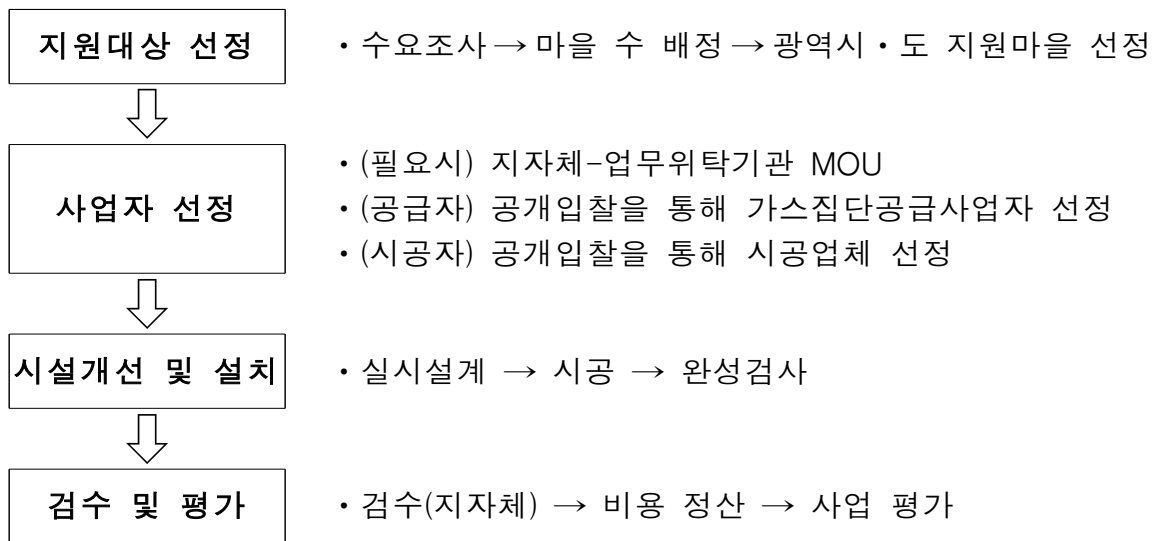 지원대상 선정
・수요조사→마을 수 배정→광역시・도 지원마을 선정
사업자 선정
・(필요시) 지자체-업무위탁기관 MOU
・(공급자) 공개입찰을 통해 가스집단공급사업자 선정
・(시공자) 공개입찰을 통해 시공업체 선정
시설개선 및 설치
・실시설계 → 시공 → 완성검사
검수 및 평가
・검수(지자체) → 비용 정산 → 사업 평가